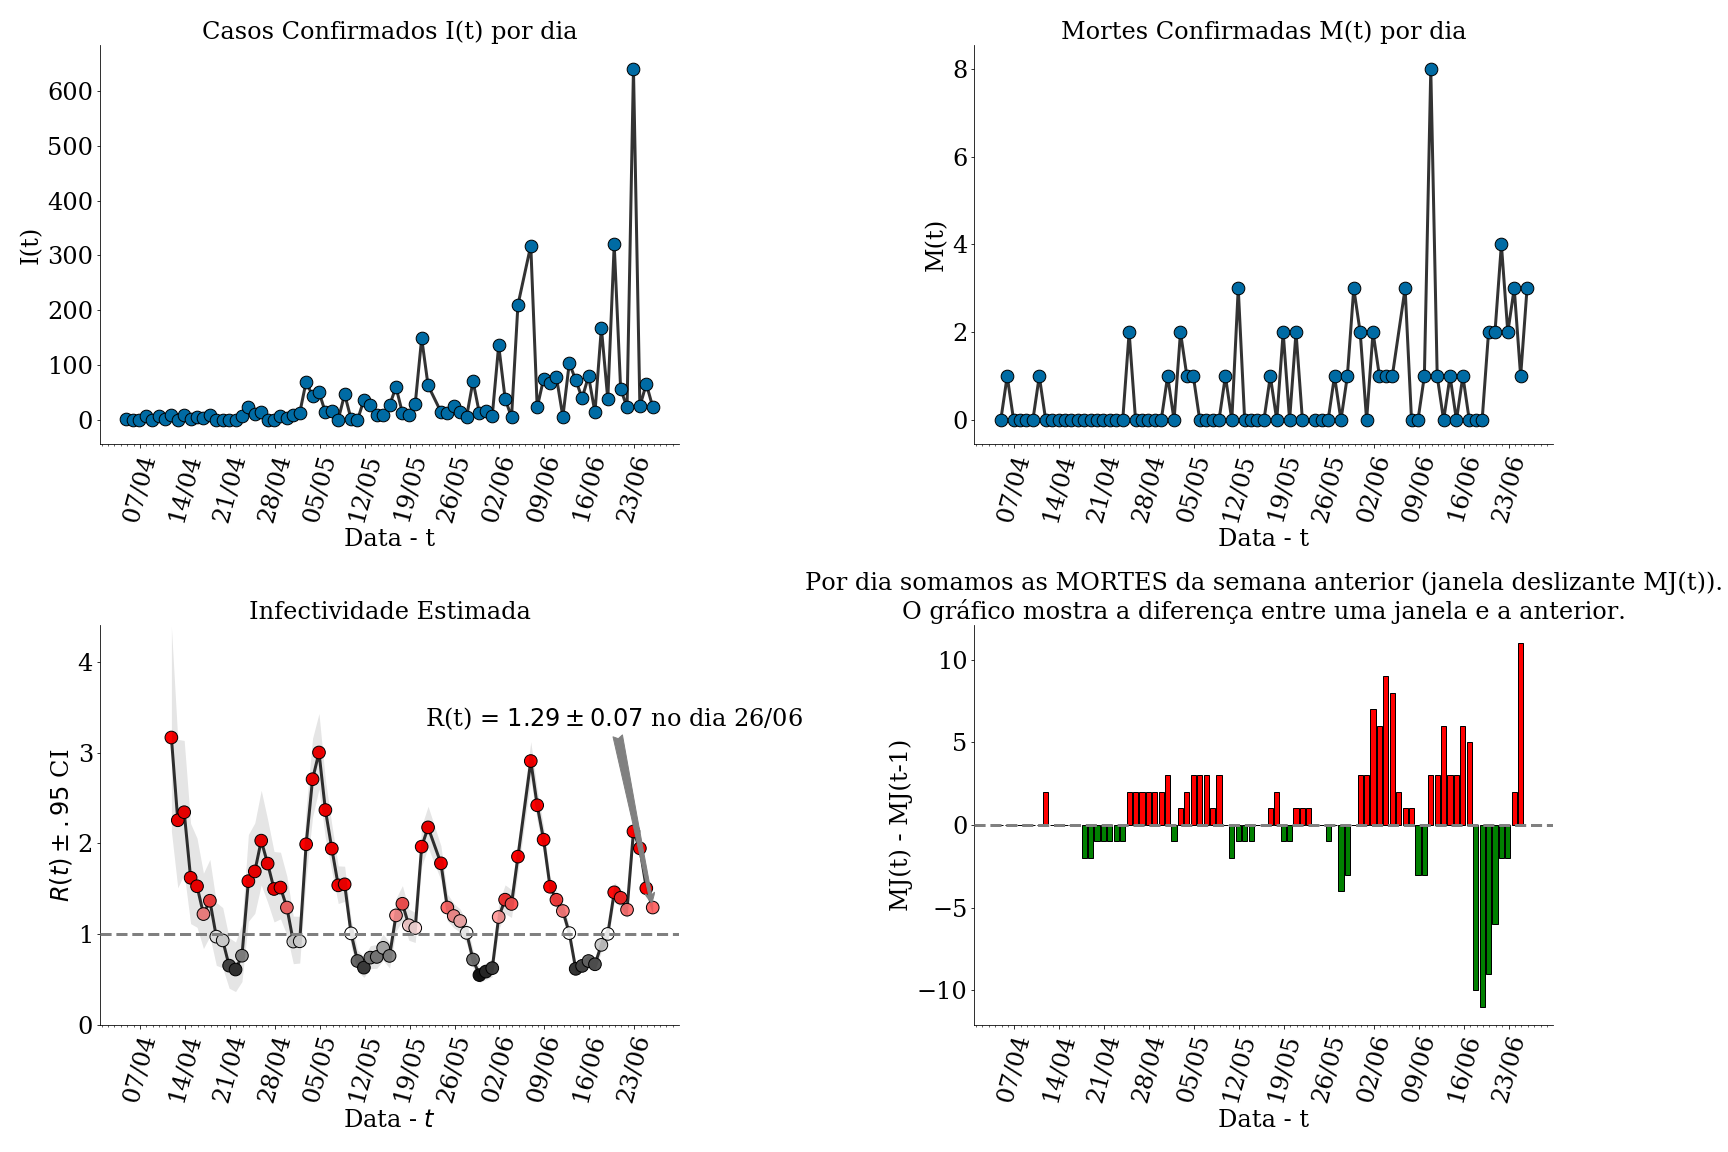 Casos Confirmados I(t) por dia
I(t)
600
500
400
300
200
100
0
07/04 14/04 21/04 28/04 05/05 12/05 19/05 26/05 02/06 09/06 16/06 23/06
Data - t
Mortes Confirmadas M(t) por dia
M(t)
8
6
4
2
0
07/04 14/04 21/04 28/04 05/05 12/05 19/05 26/05 02/06 09/06 16/06 23/06
Data - t
Infectividade Estimada
R(t) ± .95 CI
4
3
2
1
0
R(t) = 1.29 ± 0.07 no dia 26/06
07/04 14/04 21/04 28/04 05/05 12/05 19/05 26/05 02/06 09/06 16/06 23/06
Data - t
Por dia somamos as MORTES da semana anterior (janela deslizante MJ(t)).
O gráfico mostra a diferença entre uma janela e a anterior.
MJ(t) - MJ(t-1)
10
5
0
−5
−10
07/04 14/04 21/04 28/04 05/05 12/05 19/05 26/05 02/06 09/06 16/06 23/06
Data - t